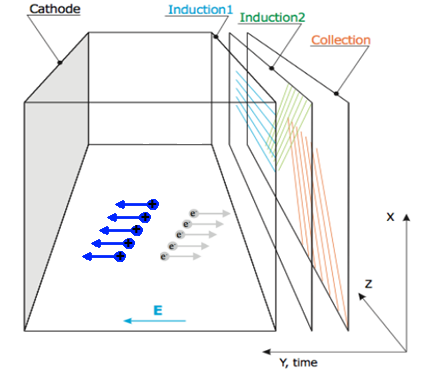 Cathode
Induction1
Induction2
Collection
+
+
+
+
+
e
e
e
e
e
E
X
Z
Y, time